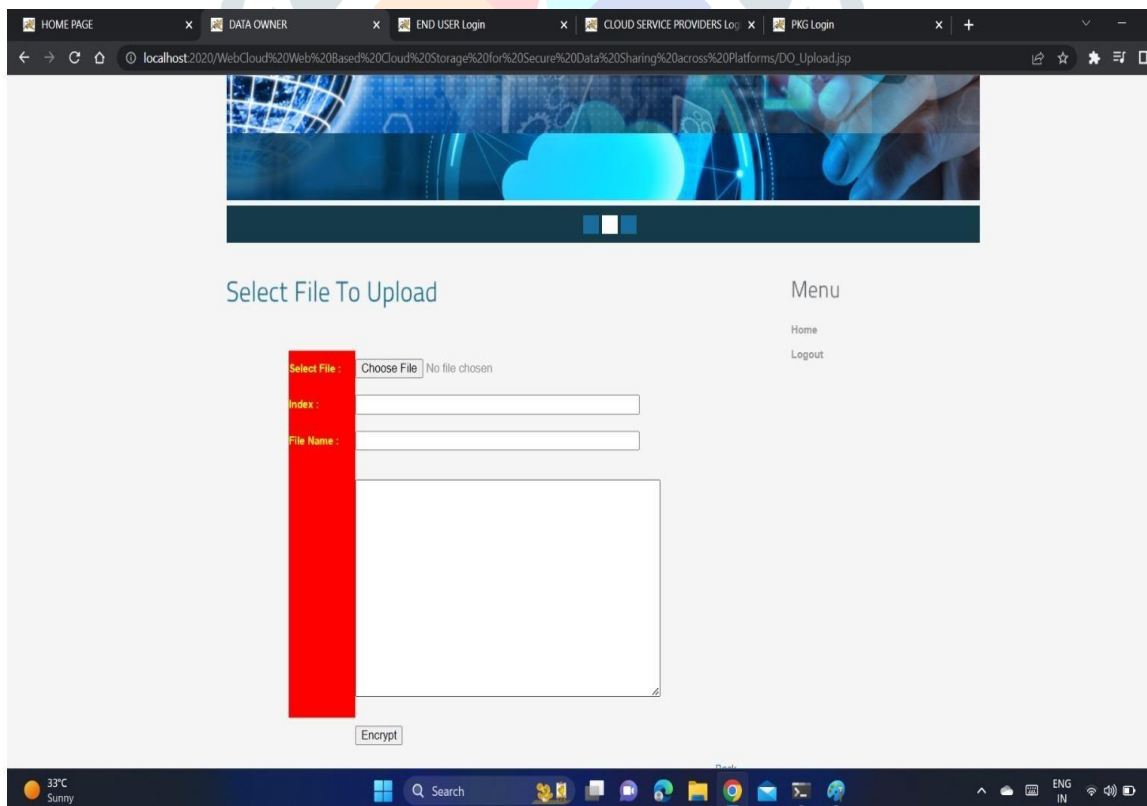 HOME PAGE
DATA OWNER
END USER Login
CLOUD SERVICE PROVIDERS Log
PKG Login
localhost:2020/WebCloud%20Web%20Based%20Cloud%20Storage%20for%20Secure%20Data%20Sharing%20across%20Platforms/DO_Upload.jsp
Select File To Upload
Menu
Home
Logout
Select File :
Choose File No file chosen
Index :
File Name :
Encrypt
33°C
Sunny
Search
ENG
IN